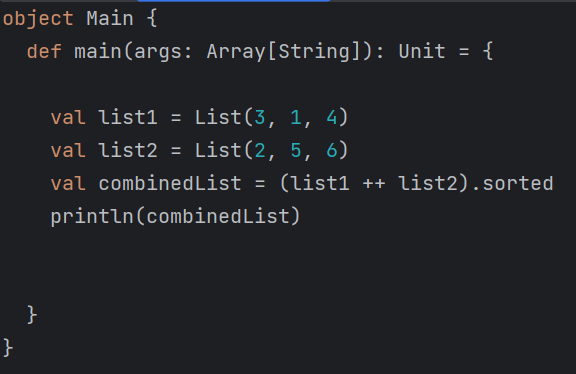 object Main {
  def main(args: Array[String]): Unit = {
    val list1 = List(3, 1, 4)
    val list2 = List(2, 5, 6)
    val combinedList = (list1 ++ list2).sorted
    println(combinedList)
  }
}